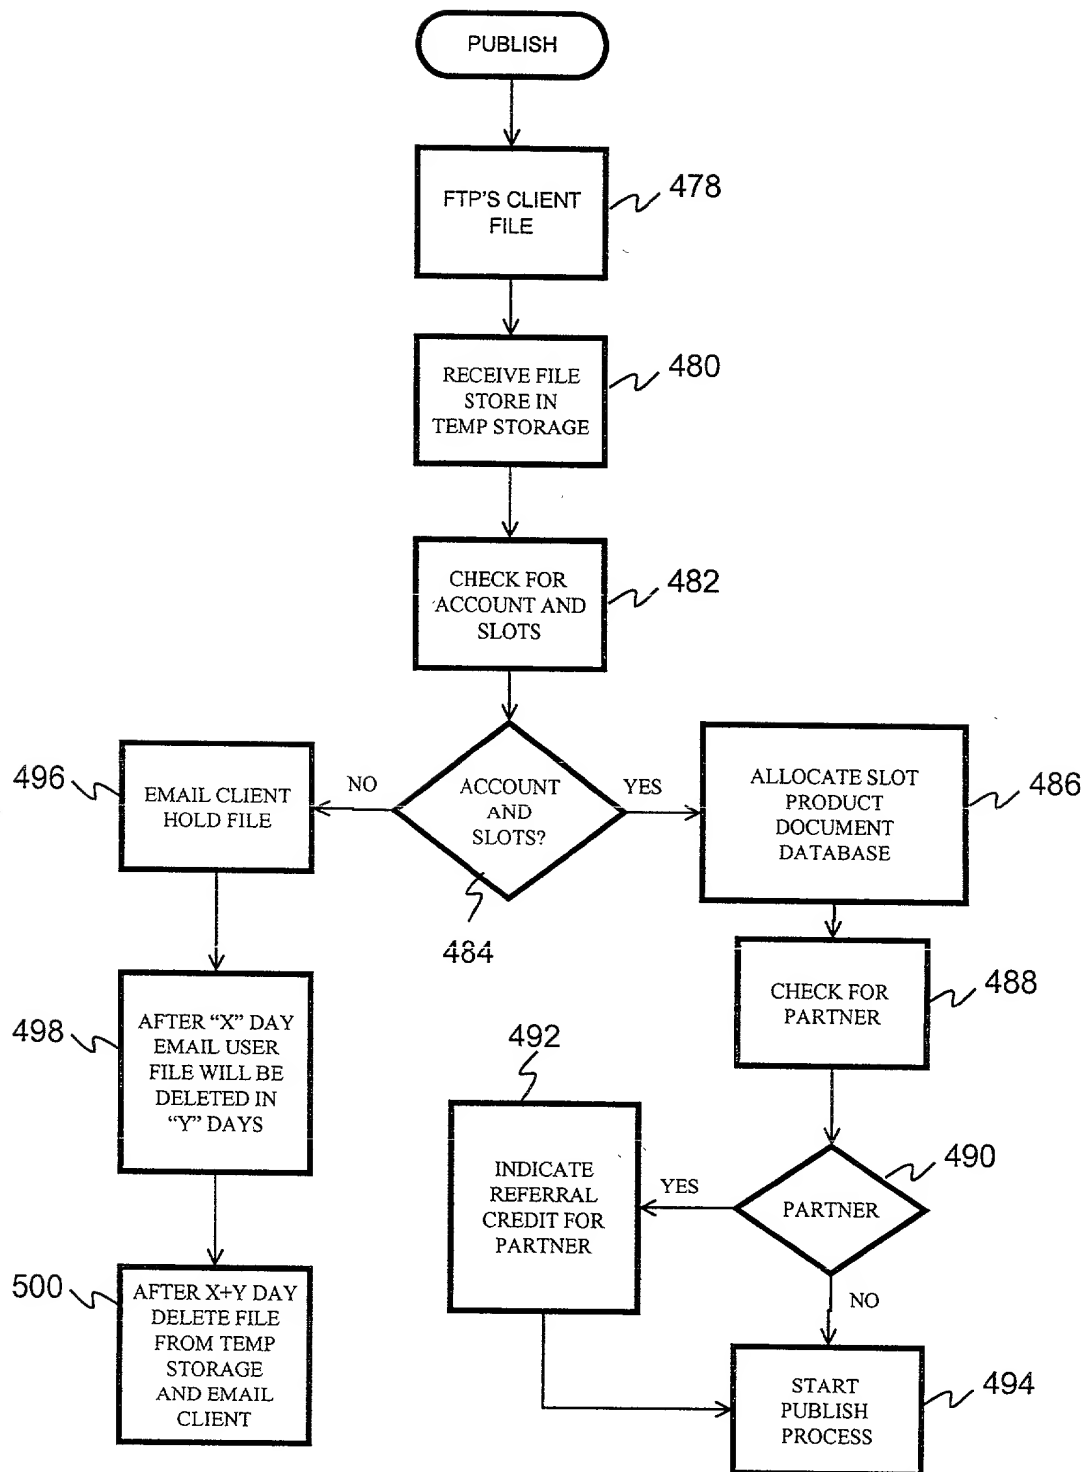 PUBLISH
FTP'S CLIENT
FILE
478
RECEIVE FILE
STORE IN
TEMP STORAGE
480
CHECK FOR
ACCOUNT AND
SLOTS
482
ACCOUNT
AND
SLOTS?
484
NO
YES
496
EMAIL CLIENT
HOLD FILE
ALLOCATE SLOT
PRODUCT
DOCUMENT
DATABASE
486
498
AFTER "X" DAY
EMAIL USER
FILE WILL BE
DELETED IN
"Y" DAYS
CHECK FOR
PARTNER
488
492
INDICATE
REFERRAL
CREDIT FOR
PARTNER
YES
PARTNER
490
NO
500
AFTER X+Y DAY
DELETE FILE
FROM TEMP
STORAGE
AND EMAIL
CLIENT
START
PUBLISH
PROCESS
494